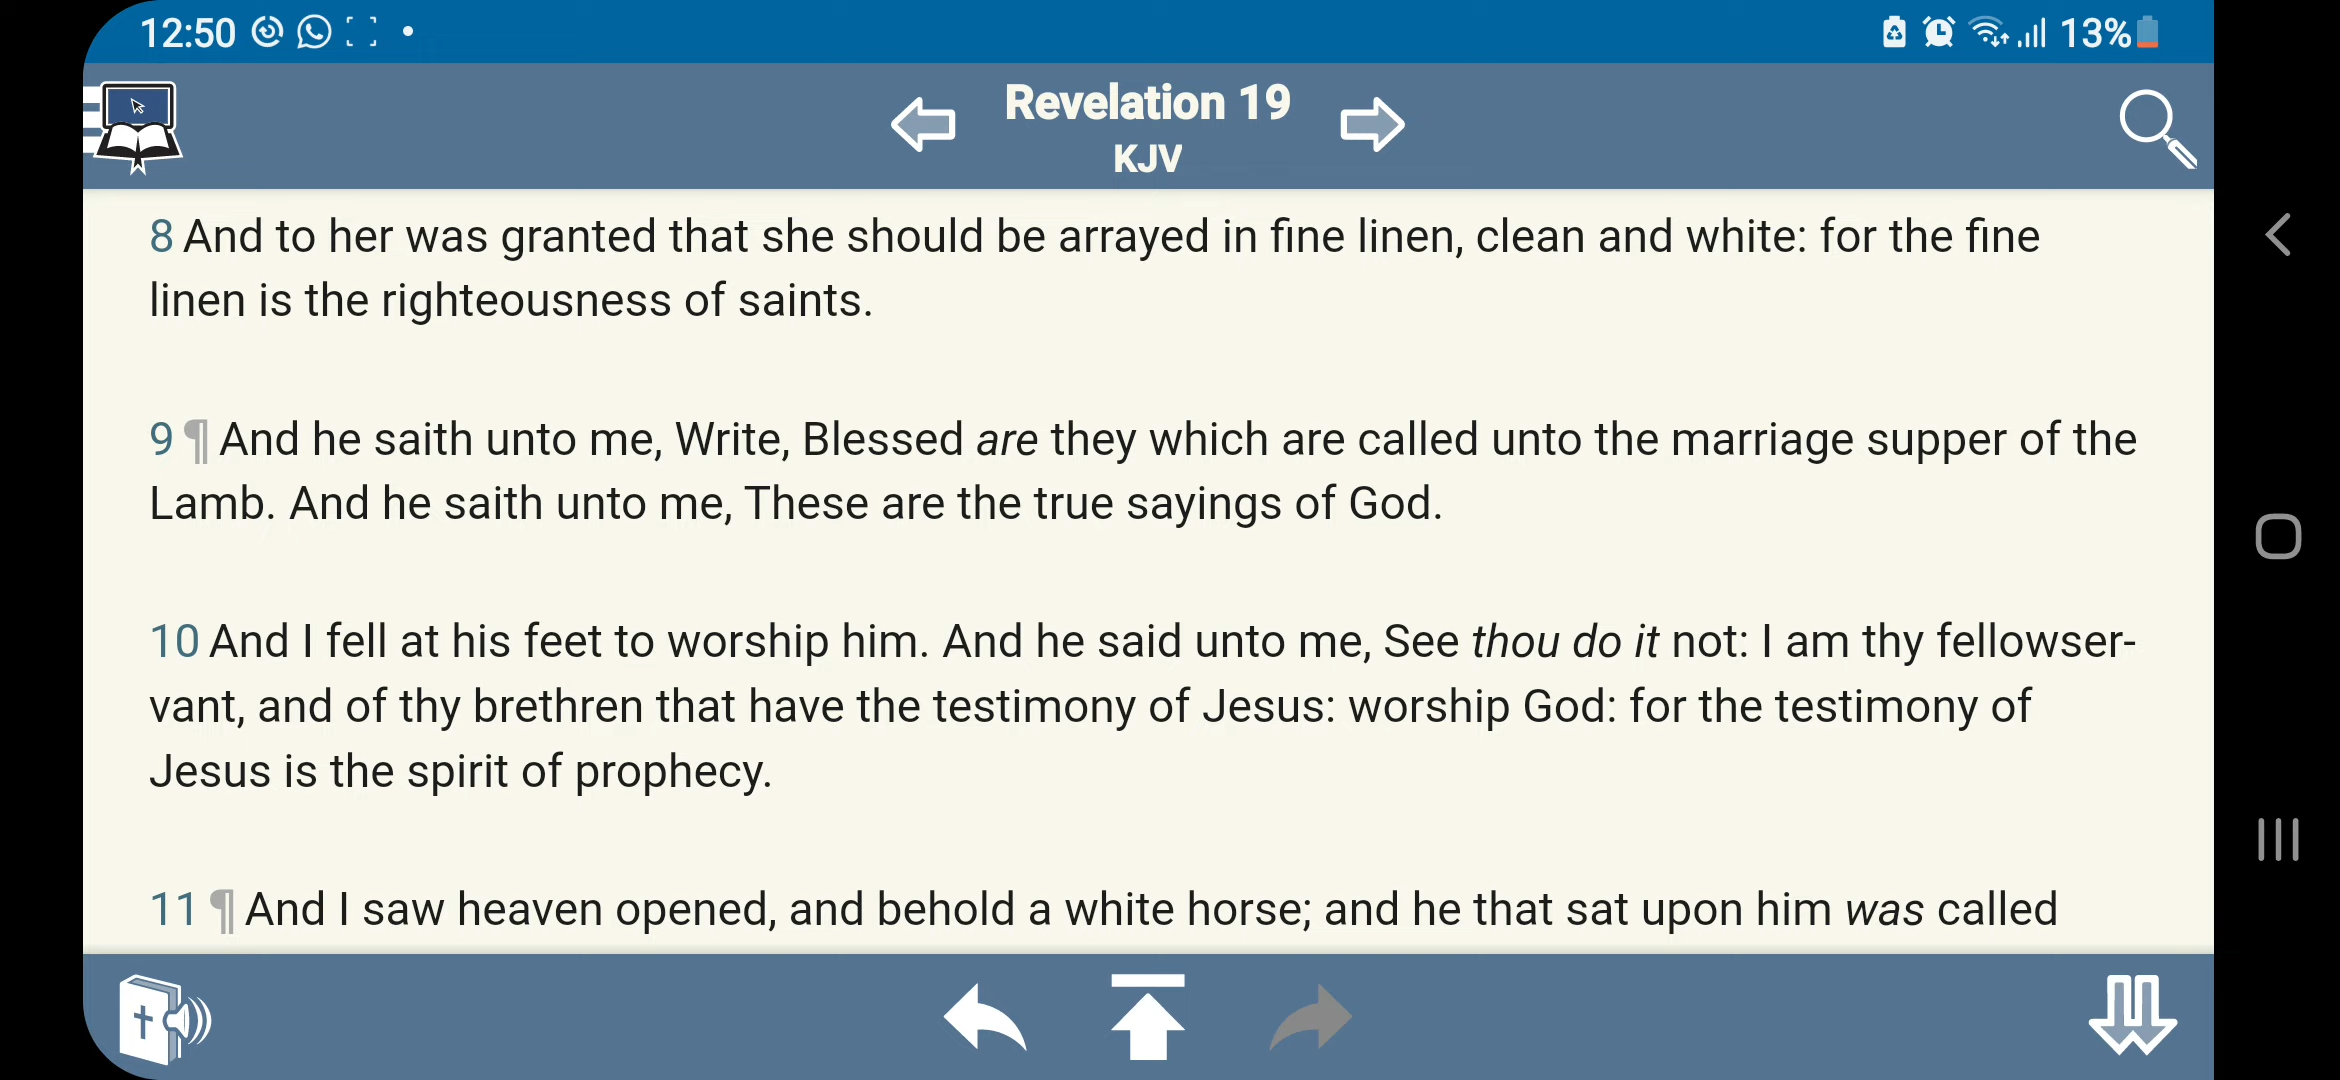 12:50
13%
Revelation 19
KJV
8 And to her was granted that she should be arrayed in fine linen, clean and white: for the fine
linen is the righteousness of saints.
9 ¶ And he saith unto me, Write, Blessed are they which are called unto the marriage supper of the
Lamb. And he saith unto me, These are the true sayings of God.
10 And I fell at his feet to worship him. And he said unto me, See thou do it not: I am thy fellowser-
vant, and of thy brethren that have the testimony of Jesus: worship God: for the testimony of
Jesus is the spirit of prophecy.
11 ¶ And I saw heaven opened, and behold a white horse; and he that sat upon him was called